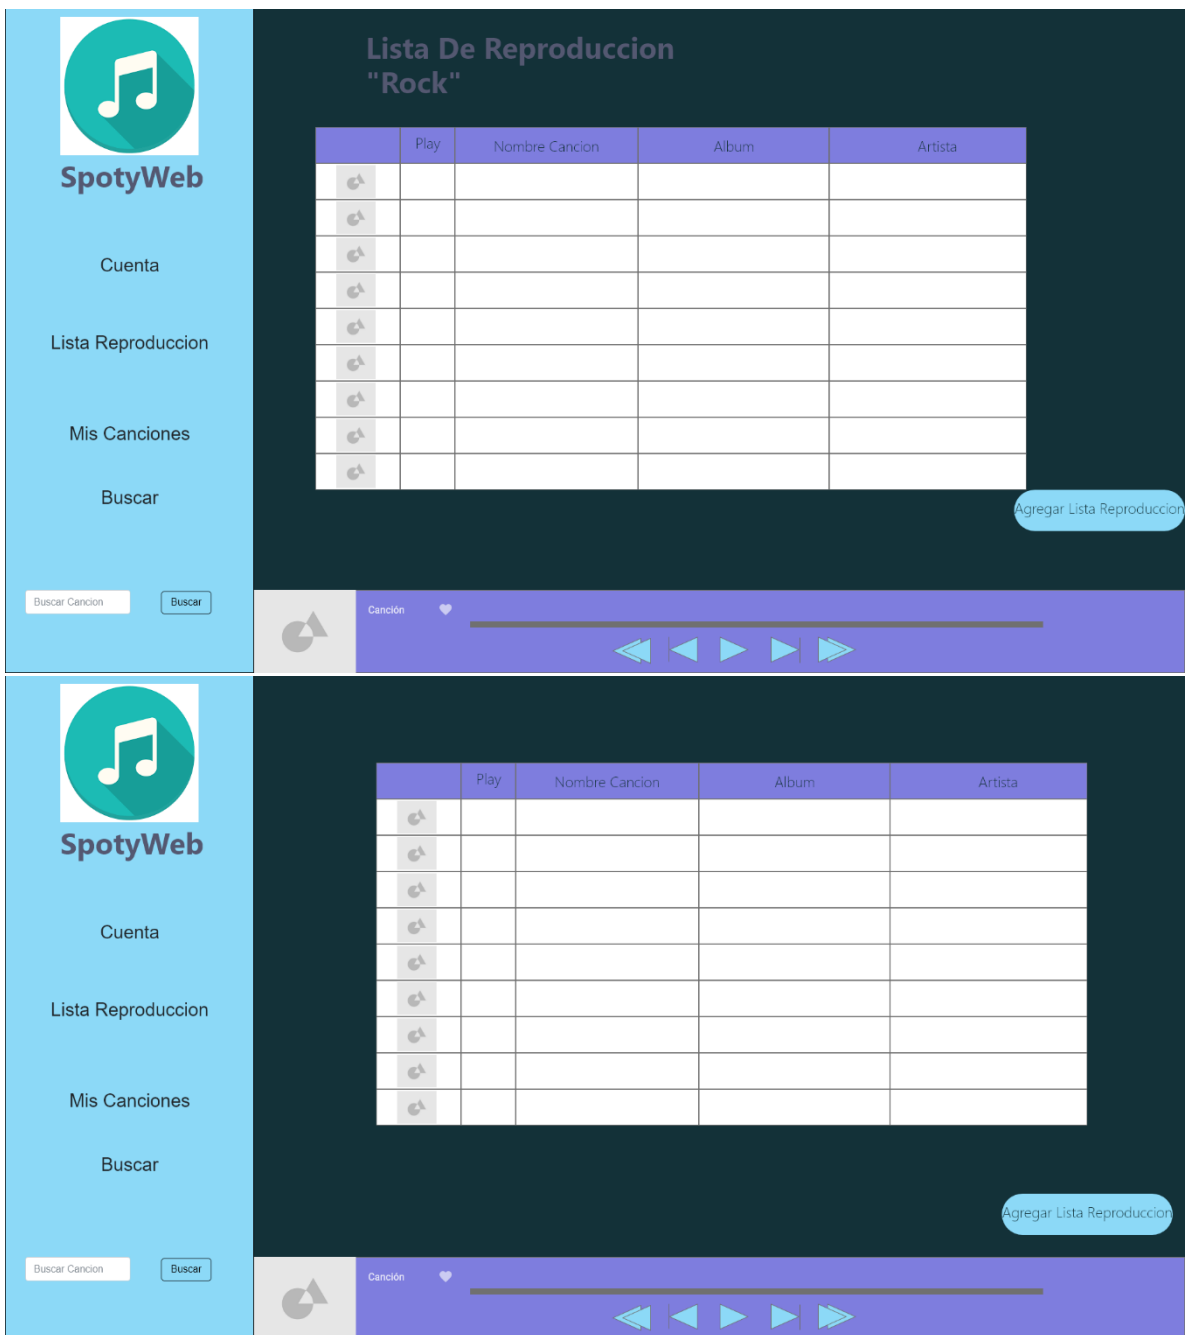 SpotyWeb
Cuenta
Lista Reproduccion
Mis Canciones
Buscar
Buscar Cancion Buscar
Lista De Reproduccion
"Rock"
Play Nombre Cancion Album Artista
Agregar Lista Reproduccion
Canción
SpotyWeb
Cuenta
Lista Reproduccion
Mis Canciones
Buscar
Buscar Cancion Buscar
Play Nombre Cancion Album Artista
Agregar Lista Reproduccion
Canción